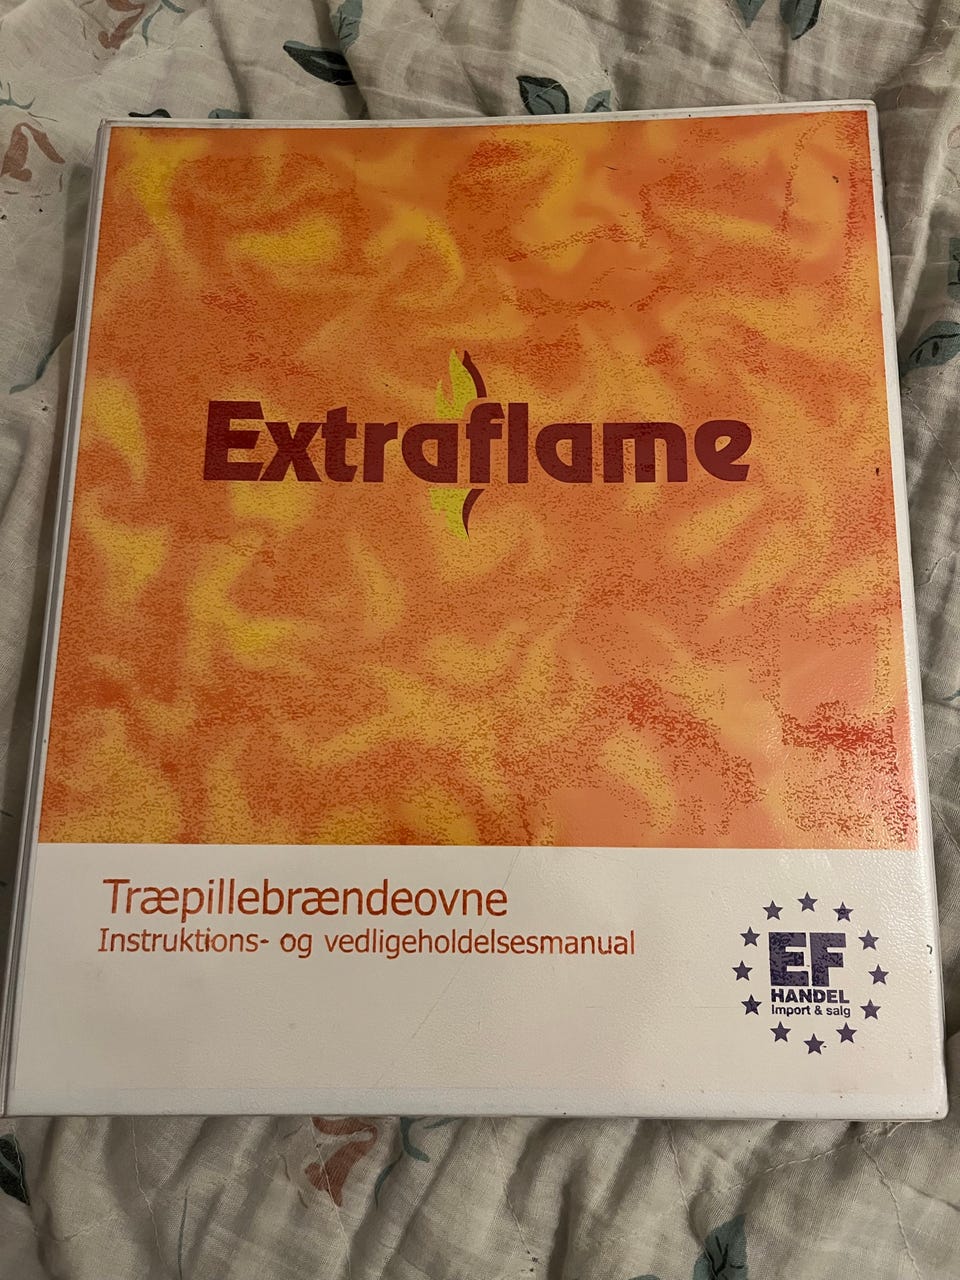 Extraflame
Træpillebrændeovne
Instruktions- og vedligeholdelsesmanual
EF
HANDEL
Import & salg